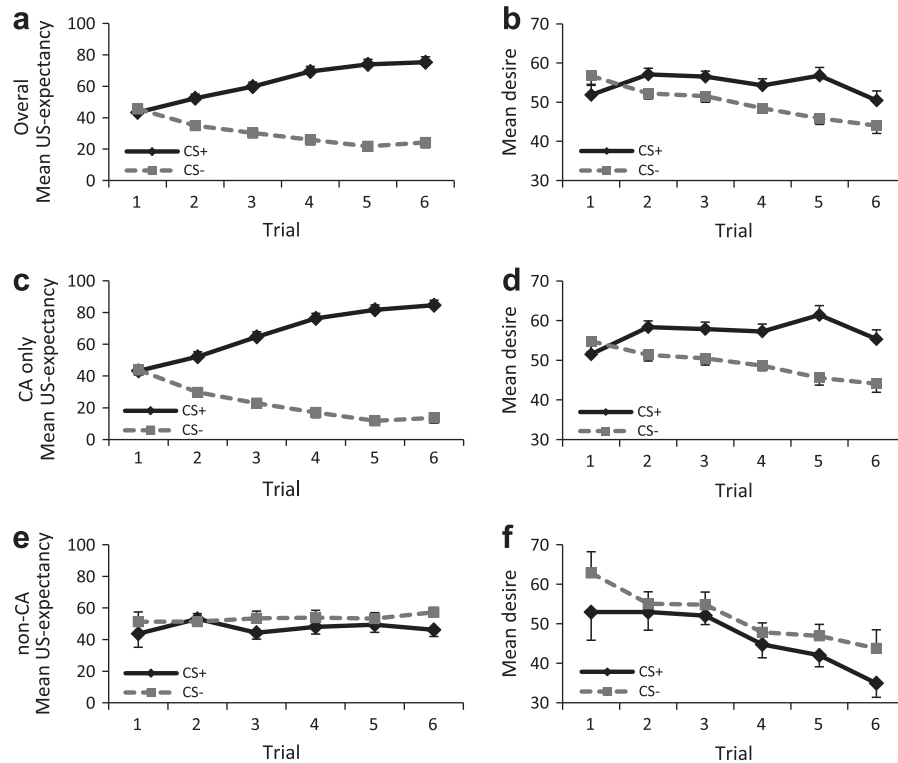 a
100
80
60
40
20
0
Overal
Mean US-expectancy
CS+
CS-
1 2 3 4 5 6
Trial
b
70
60
50
40
30
Mean desire
CS+
CS-
1 2 3 4 5 6
Trial
c
100
80
60
40
20
0
CA only
Mean US-expectancy
CS+
CS-
1 2 3 4 5 6
Trial
d
70
60
50
40
30
Mean desire
CS+
CS-
1 2 3 4 5 6
Trial
e
100
80
60
40
20
0
non-CA
Mean US-expectancy
CS+
CS-
1 2 3 4 5 6
Trial
f
70
60
50
40
30
Mean desire
CS+
CS-
1 2 3 4 5 6
Trial